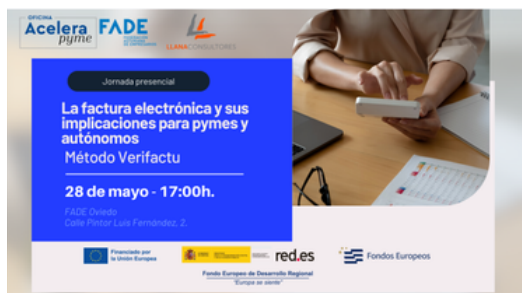 OFICINA
Acelera
pyme
FADE
LLANACONSULTORES
Jornada presencial
La factura electrónica y sus
implicaciones para pymes y
autónomos
Método Verifactu
28 de mayo - 17:00h.
FADE Oviedo
Calle Pintor Luis Fernández, 2.
Financiado por
la Unión Europea
red.es
Fondos Europeos
Fondo Europeo de Desarrollo Regional
"Europa se siente"